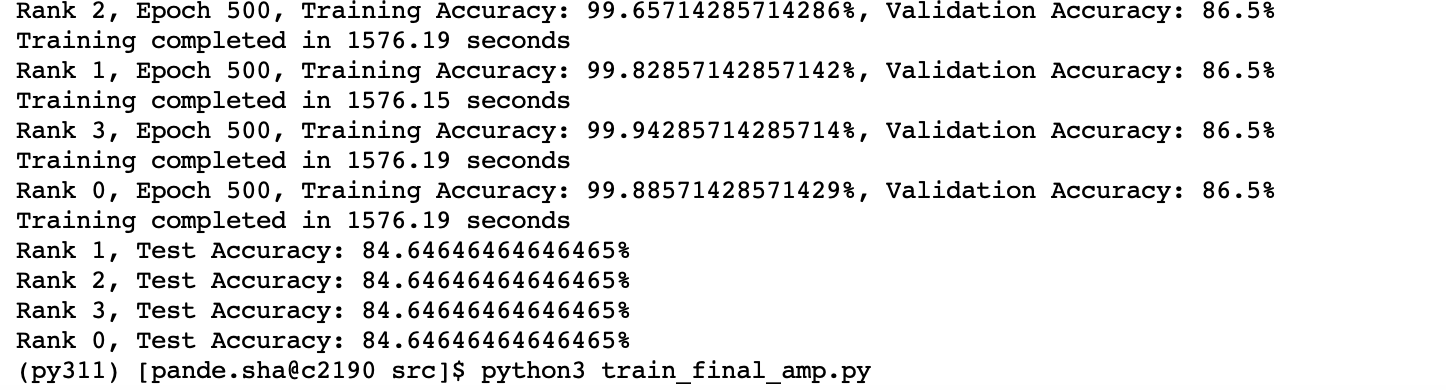 Rank 2, Epoch 500, Training Accuracy: 99.65714285714286%, Validation Accuracy: 86.5%
Training completed in 1576.19 seconds
Rank 1, Epoch 500, Training Accuracy: 99.82857142857142%, Validation Accuracy: 86.5%
Training completed in 1576.15 seconds
Rank 3, Epoch 500, Training Accuracy: 99.94285714285714%, Validation Accuracy: 86.5%
Training completed in 1576.19 seconds
Rank 0, Epoch 500, Training Accuracy: 99.88571428571429%, Validation Accuracy: 86.5%
Training completed in 1576.19 seconds
Rank 1, Test Accuracy: 84.64646464646465%
Rank 2, Test Accuracy: 84.64646464646465%
Rank 3, Test Accuracy: 84.64646464646465%
Rank 0, Test Accuracy: 84.64646464646465%
(py311) [pande.sha@c2190 src]$ python3 train_final_amp.py